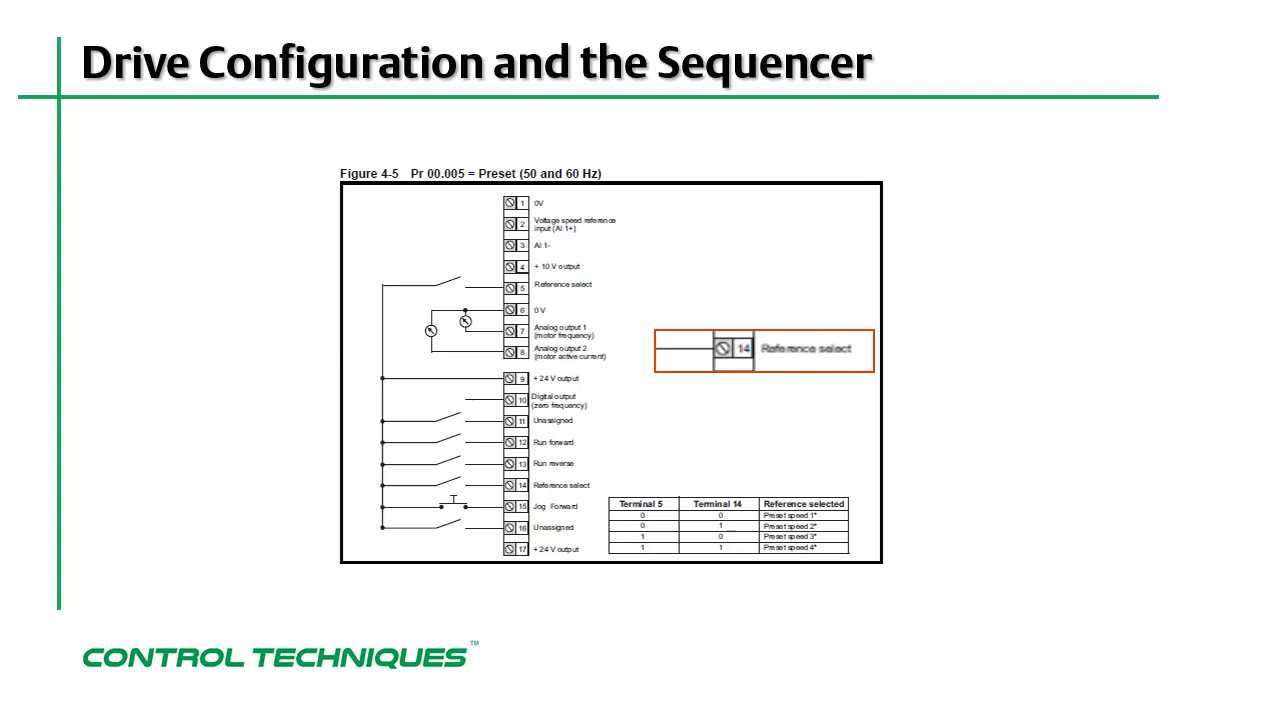 Drive Configuration and the Sequencer
Figure 4-5 Pr 00.005 = Preset (50 and 60 Hz)
1 0V
2 Voltage speed reference
input (AI 1+)
3 AI 1-
4 + 10 V output
5 Reference select
6 0 V
7 Analog output 1
(motor frequency)
8 Analog output 2
(motor active current)
9 + 24 V output
10 Digital output
(zero frequency)
11 Unassigned
12 Run forward
13 Run reverse
14 Reference select
15 Jog Forward
16 Unassigned
17 + 24 V output
14 Reference select
Terminal 5 Terminal 14 Reference selected
0 0 Preset speed 1*
0 1 Preset speed 2*
1 0 Preset speed 3*
1 1 Preset speed 4*
CONTROL TECHNIQUES™